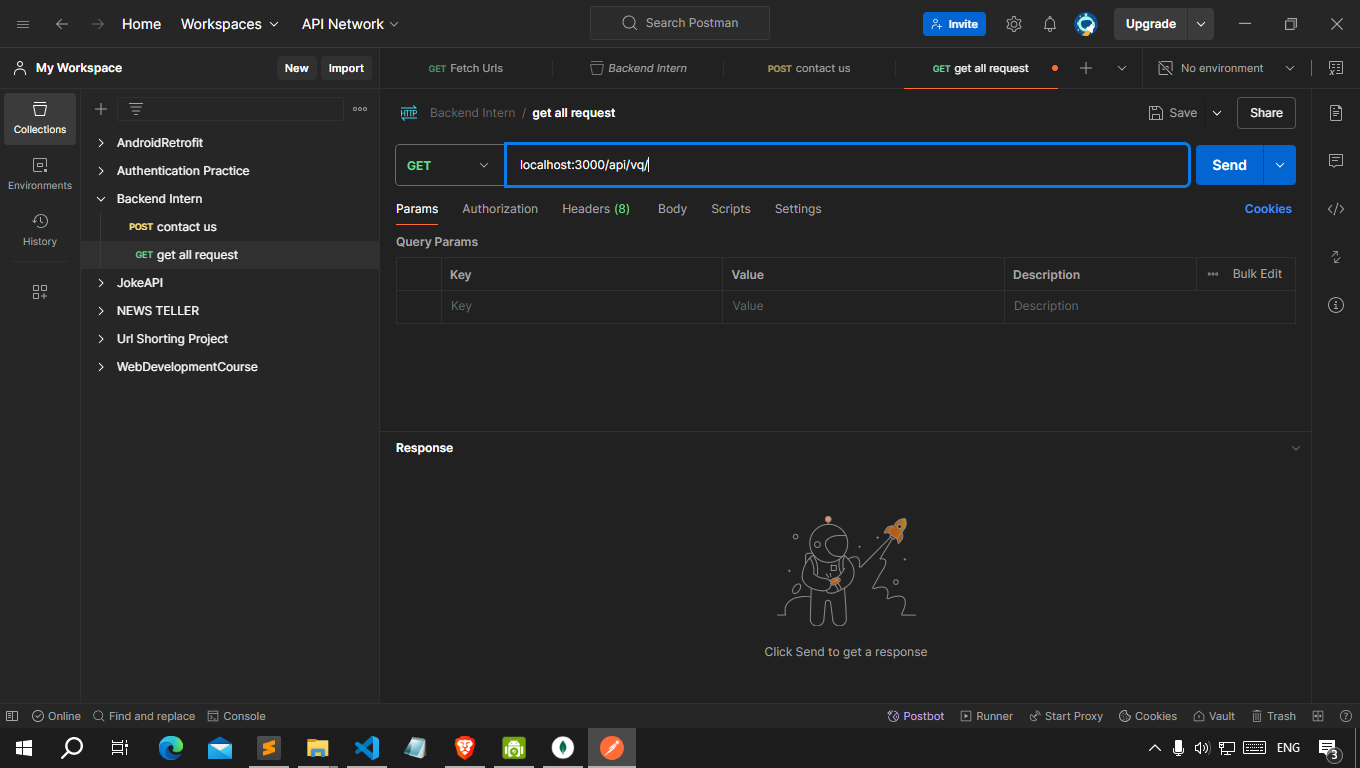 Home Workspaces API Network Search Postman Invite Upgrade
My Workspace New Import GET Fetch Urls Backend Intern POST contact us GET get all request No environment
Collections
Environments
History
AndroidRetrofit
Authentication Practice
Backend Intern
POST contact us
GET get all request
JokeAPI
NEWS TELLER
Url Shorting Project
WebDevelopmentCourse
HTTP Backend Intern / get all request Save Share
GET localhost:3000/api/vq/ Send
Params Authorization Headers (8) Body Scripts Settings Cookies
Query Params
Key Value Description Bulk Edit
Key Value Description
Response
Click Send to get a response
Online Find and replace Console Postbot Runner Start Proxy Cookies Vault Trash
ENG 3